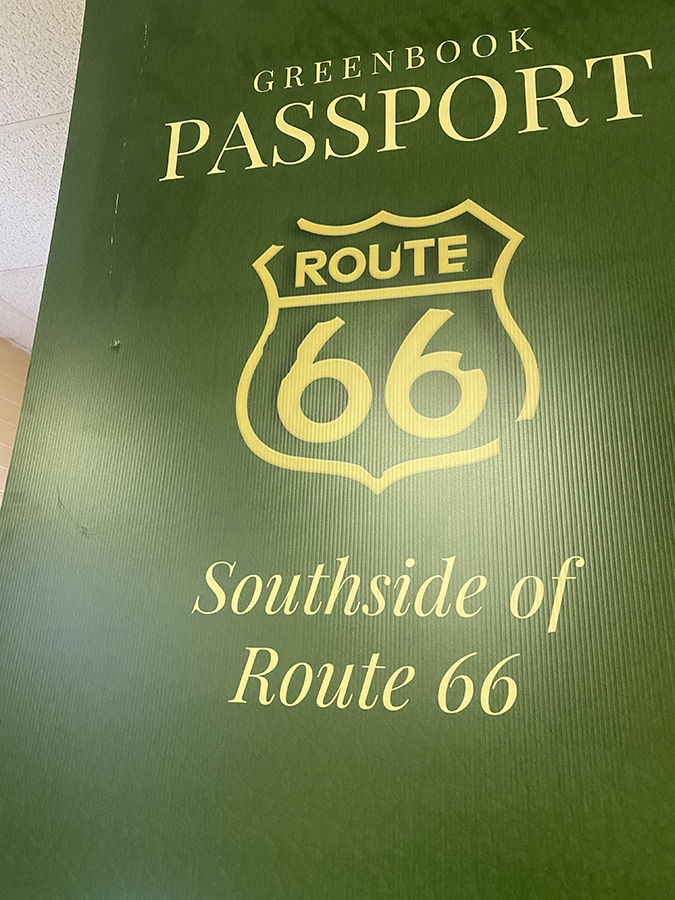 GREENBOOK
PASSPORT
ROUTE
66
Southside of
Route 66